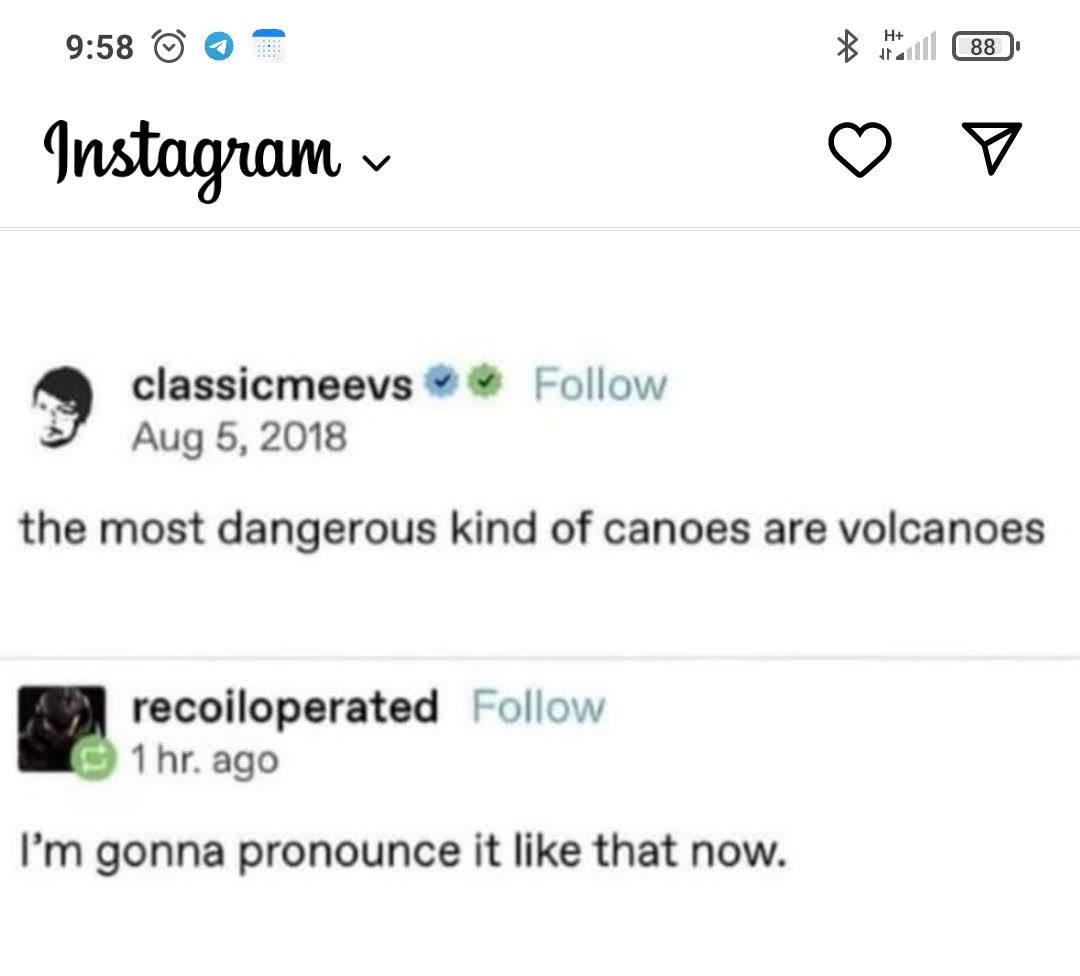 9:58 H+ 88
Instagram
classicmeevs Follow
Aug 5, 2018
the most dangerous kind of canoes are volcanoes
recoiloperated Follow
1 hr. ago
I'm gonna pronounce it like that now.